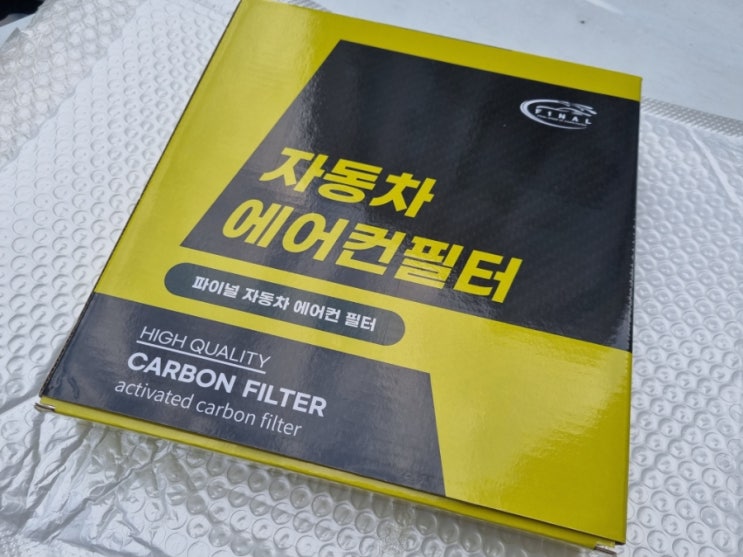 FINAL
자동차
에어컨필터
파이널 자동차 에어컨 필터
HIGH QUALITY
CARBON FILTER
activated carbon filter